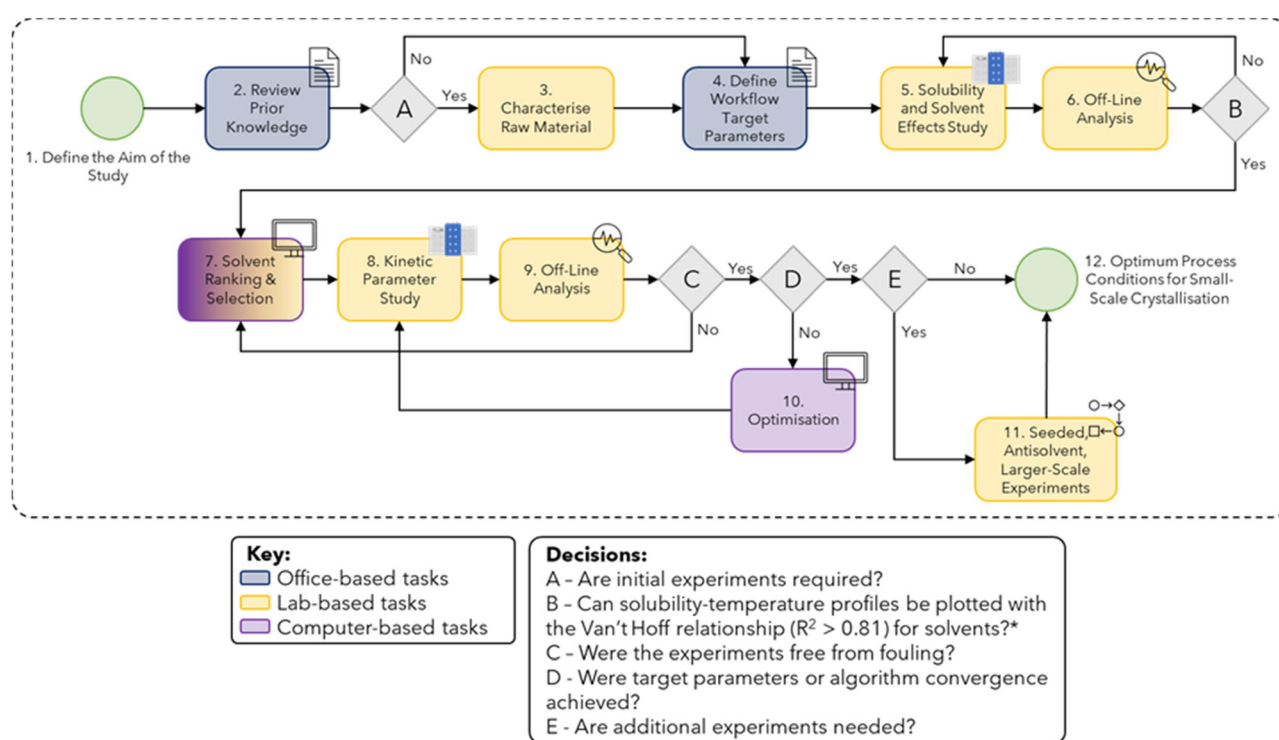 No
No
2. Review
Prior
Knowledge
A
Yes
3.
Characterise
Raw Material
4. Define
Workflow
Target
Parameters
5. Solubility
and Solvent
Effects Study
6. Off-Line
Analysis
B
1. Define the Aim of the
Study
Yes
7. Solvent
Ranking &
Selection
8. Kinetic
Parameter
Study
9. Off-Line
Analysis
C
Yes
D
Yes
E
No
12. Optimum Process
Conditions for Small-
Scale Crystallisation
No
No
Yes
10.
Optimisation
11. Seeded,
Antisolvent,
Larger-Scale
Experiments
Key:
Office-based tasks
Lab-based tasks
Computer-based tasks
Decisions:
A – Are initial experiments required?
B – Can solubility-temperature profiles be plotted with
the Van't Hoff relationship (R² > 0.81) for solvents?*
C – Were the experiments free from fouling?
D - Were target parameters or algorithm convergence
achieved?
E - Are additional experiments needed?